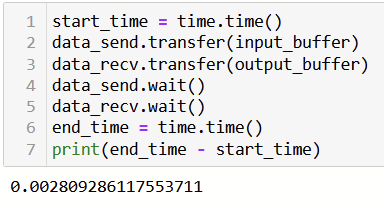 1 start_time = time.time()
2 data_send.transfer(input_buffer)
3 data_recv.transfer(output_buffer)
4 data_send.wait()
5 data_recv.wait()
6 end_time = time.time()
7 print(end_time - start_time)
0.002809286117553711